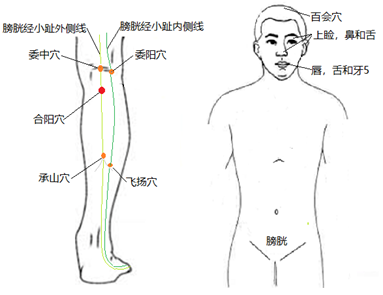 膀胱经小趾外侧线
膀胱经小趾内侧线
委中穴
委阳穴
合阳穴
承山穴
飞扬穴
百会穴
上睑，鼻和舌
唇，舌和牙5
膀胱